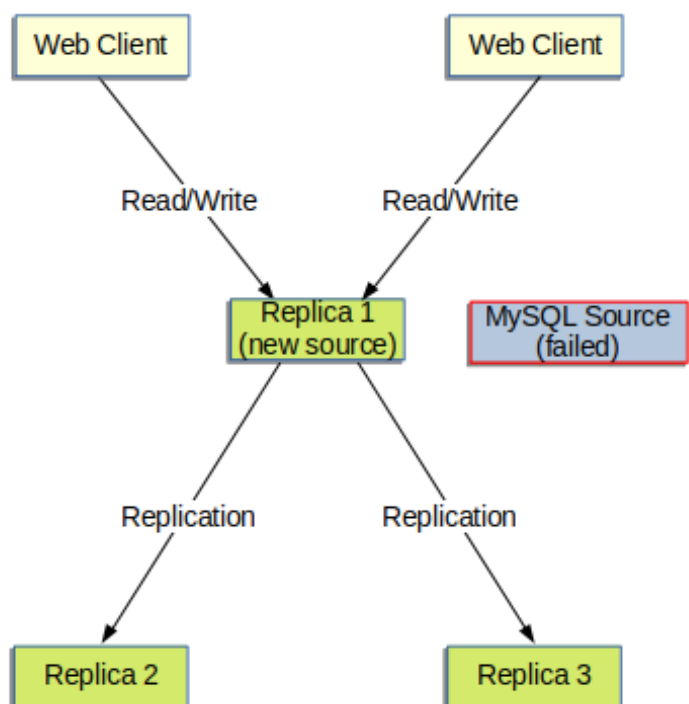 Web Client
Web Client
Read/Write
Read/Write
Replica 1
(new source)
MySQL Source
(failed)
Replication
Replication
Replica 2
Replica 3